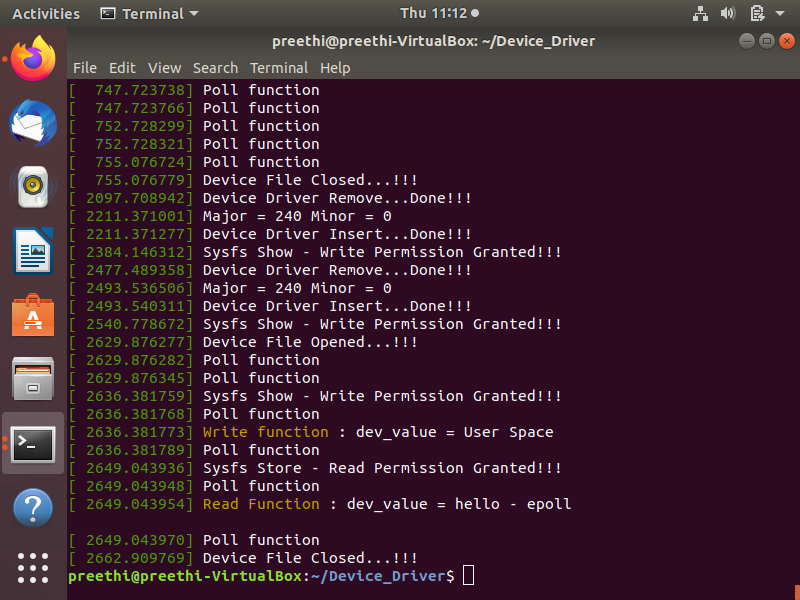 Activities Terminal Thu 11:12
preethi@preethi-VirtualBox: ~/Device_Driver
File Edit View Search Terminal Help
[  747.723738] Poll function
[  747.723766] Poll function
[  752.728299] Poll function
[  752.728321] Poll function
[  755.076724] Poll function
[  755.076779] Device File Closed...!!!
[ 2097.708942] Device Driver Remove...Done!!!
[ 2211.371001] Major = 240 Minor = 0
[ 2211.371277] Device Driver Insert...Done!!!
[ 2384.146312] Sysfs Show - Write Permission Granted!!!
[ 2477.489358] Device Driver Remove...Done!!!
[ 2493.536506] Major = 240 Minor = 0
[ 2493.540311] Device Driver Insert...Done!!!
[ 2540.778672] Sysfs Show - Write Permission Granted!!!
[ 2629.876277] Device File Opened...!!!
[ 2629.876282] Poll function
[ 2629.876345] Poll function
[ 2636.381759] Sysfs Show - Write Permission Granted!!!
[ 2636.381768] Poll function
[ 2636.381773] Write function : dev_value = User Space
[ 2636.381789] Poll function
[ 2649.043936] Sysfs Store - Read Permission Granted!!!
[ 2649.043948] Poll function
[ 2649.043954] Read Function : dev_value = hello - epoll
[ 2649.043970] Poll function
[ 2662.909769] Device File Closed...!!!
preethi@preethi-VirtualBox:~/Device_Driver$